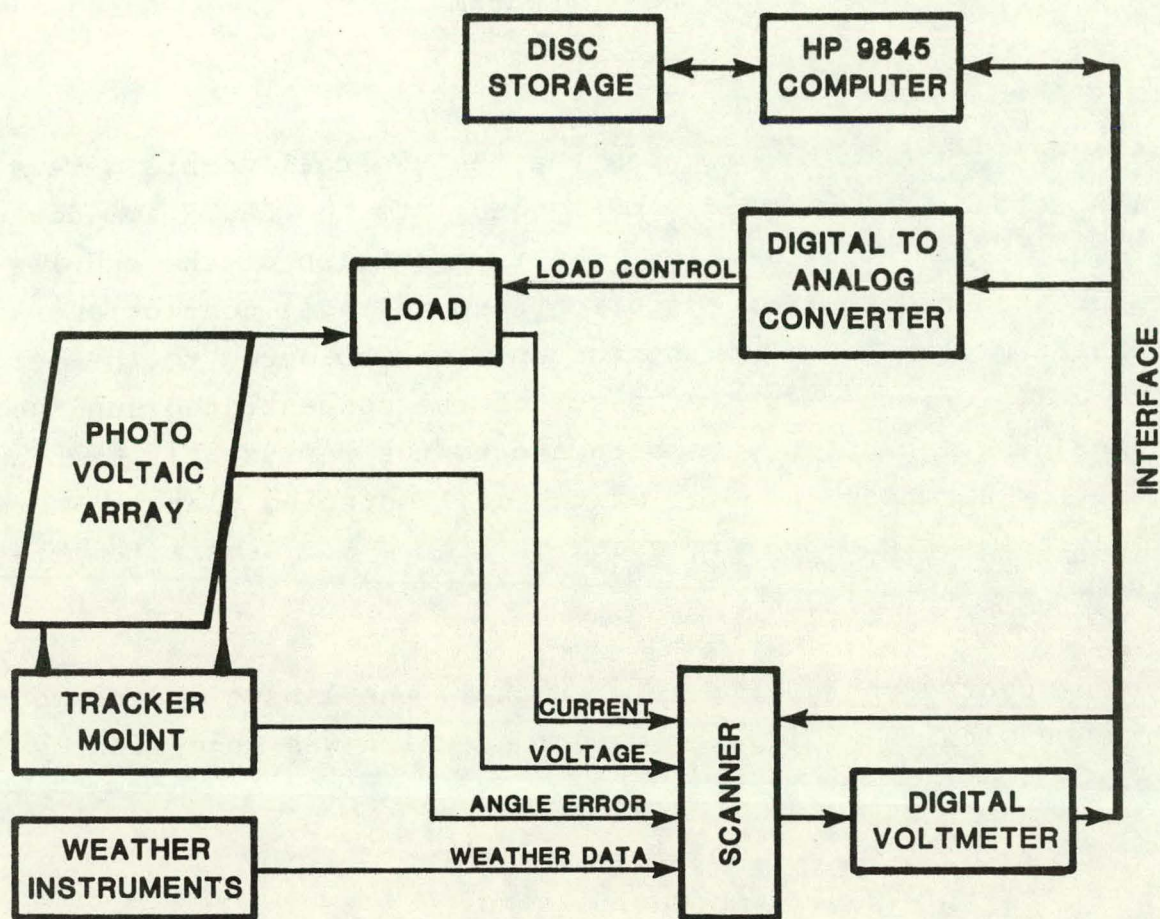 DISC
STORAGE
HP 9845
COMPUTER
DIGITAL TO
ANALOG
CONVERTER
LOAD CONTROL
LOAD
INTERFACE
PHOTO
VOLTAIC
ARRAY
TRACKER
MOUNT
CURRENT
VOLTAGE
ANGLE ERROR
WEATHER DATA
SCANNER
DIGITAL
VOLTMETER
WEATHER
INSTRUMENTS